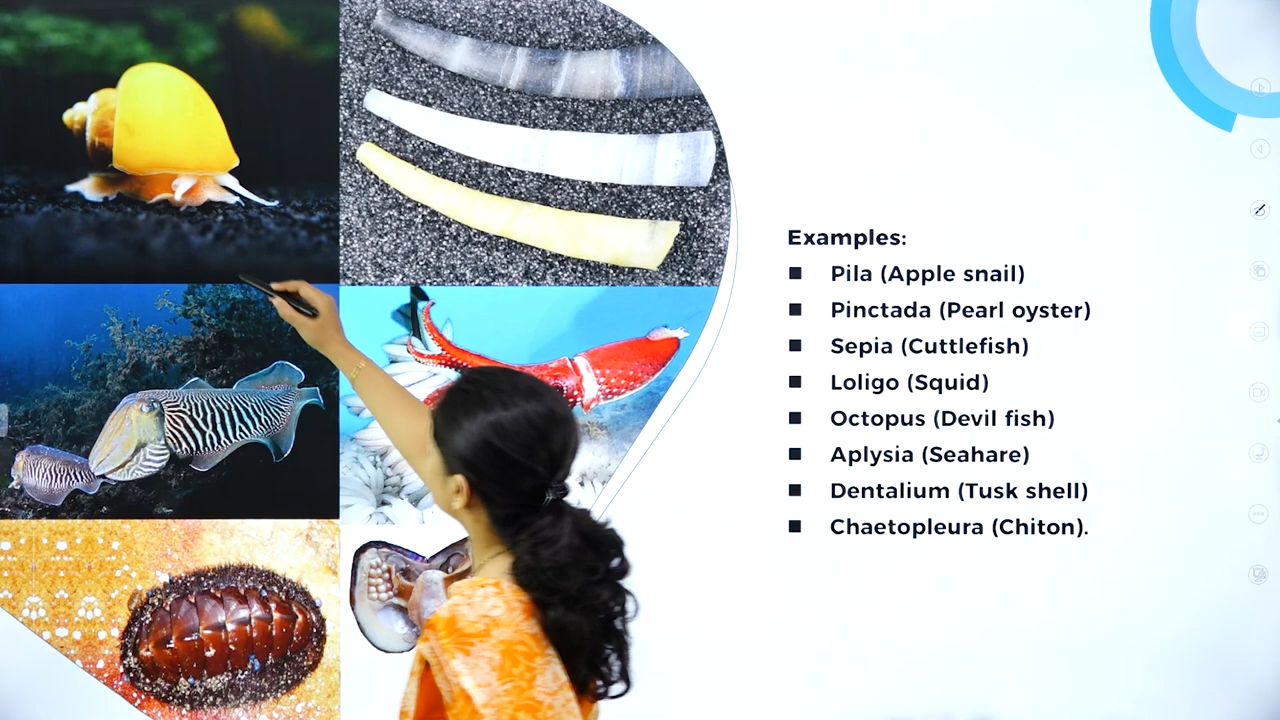 Examples:
■ Pila (Apple snail)
■ Pinctada (Pearl oyster)
■ Sepia (Cuttlefish)
■ Loligo (Squid)
■ Octopus (Devil fish)
■ Aplysia (Seahare)
■ Dentalium (Tusk shell)
■ Chaetopleura (Chiton).